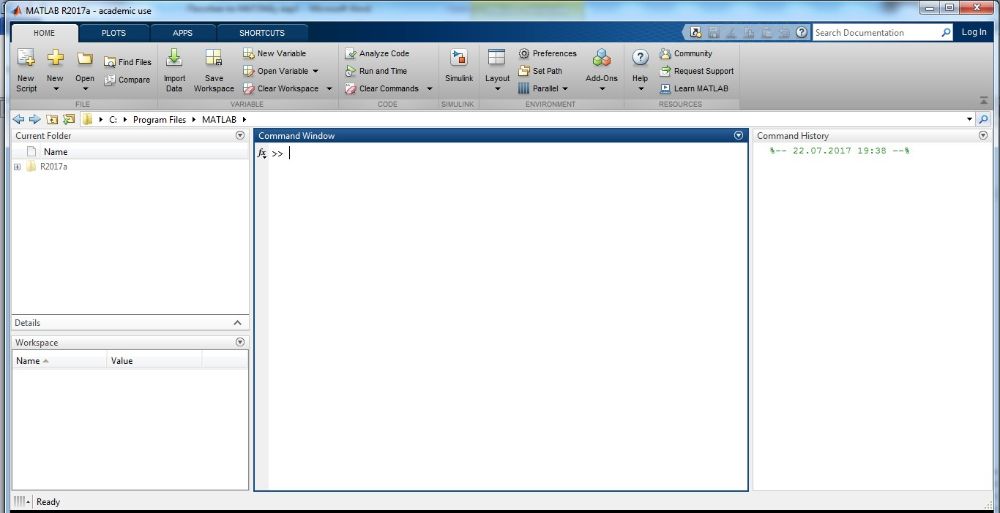 MATLAB R2017a - academic use
HOME PLOTS APPS SHORTCUTS Search Documentation Log In
New Script New Open Find Files Compare
FILE
Import Data Save Workspace New Variable Open Variable Clear Workspace
VARIABLE
Analyze Code Run and Time Clear Commands
CODE
Simulink
SIMULINK
Layout Preferences Set Path Parallel Add-Ons
ENVIRONMENT
Help Community Request Support Learn MATLAB
RESOURCES
C: Program Files MATLAB
Current Folder
Name
R2017a
Details
Workspace
Name Value
Command Window
fx >>
Command History
%-- 22.07.2017 19:38 --%
Ready